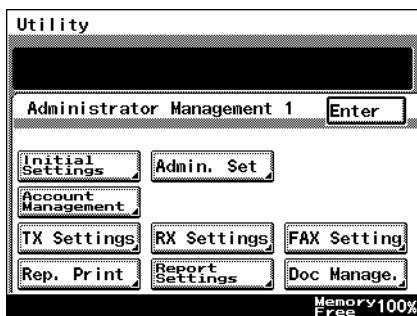 Utility
Administrator Management 1
Enter
Initial
Settings
Admin. Set
Account
Management
TX Settings
RX Settings
FAX Setting
Rep. Print
Report
Settings
Doc Manage.
Memory
Free 100%